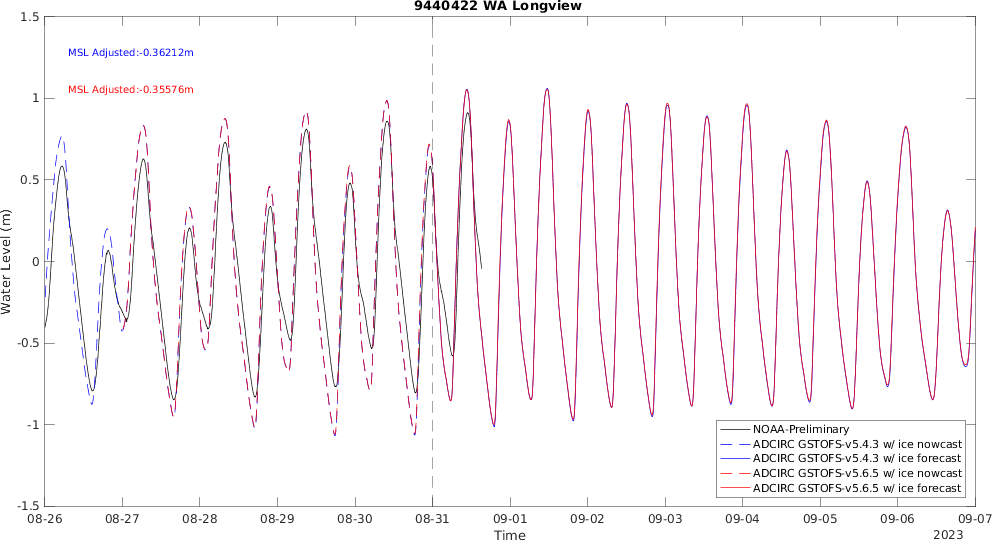 9440422 WA Longview
MSL Adjusted:-0.36212m
MSL Adjusted:-0.35576m
Water Level (m)
1.5
1
0.5
0
-0.5
-1
-1.5
NOAA-Preliminary
ADCIRC GSTOFS-v5.4.3 w/ ice nowcast
ADCIRC GSTOFS-v5.4.3 w/ ice forecast
ADCIRC GSTOFS-v5.6.5 w/ ice nowcast
ADCIRC GSTOFS-v5.6.5 w/ ice forecast
08-26 08-27 08-28 08-29 08-30 08-31 09-01 09-02 09-03 09-04 09-05 09-06 09-07
Time
2023